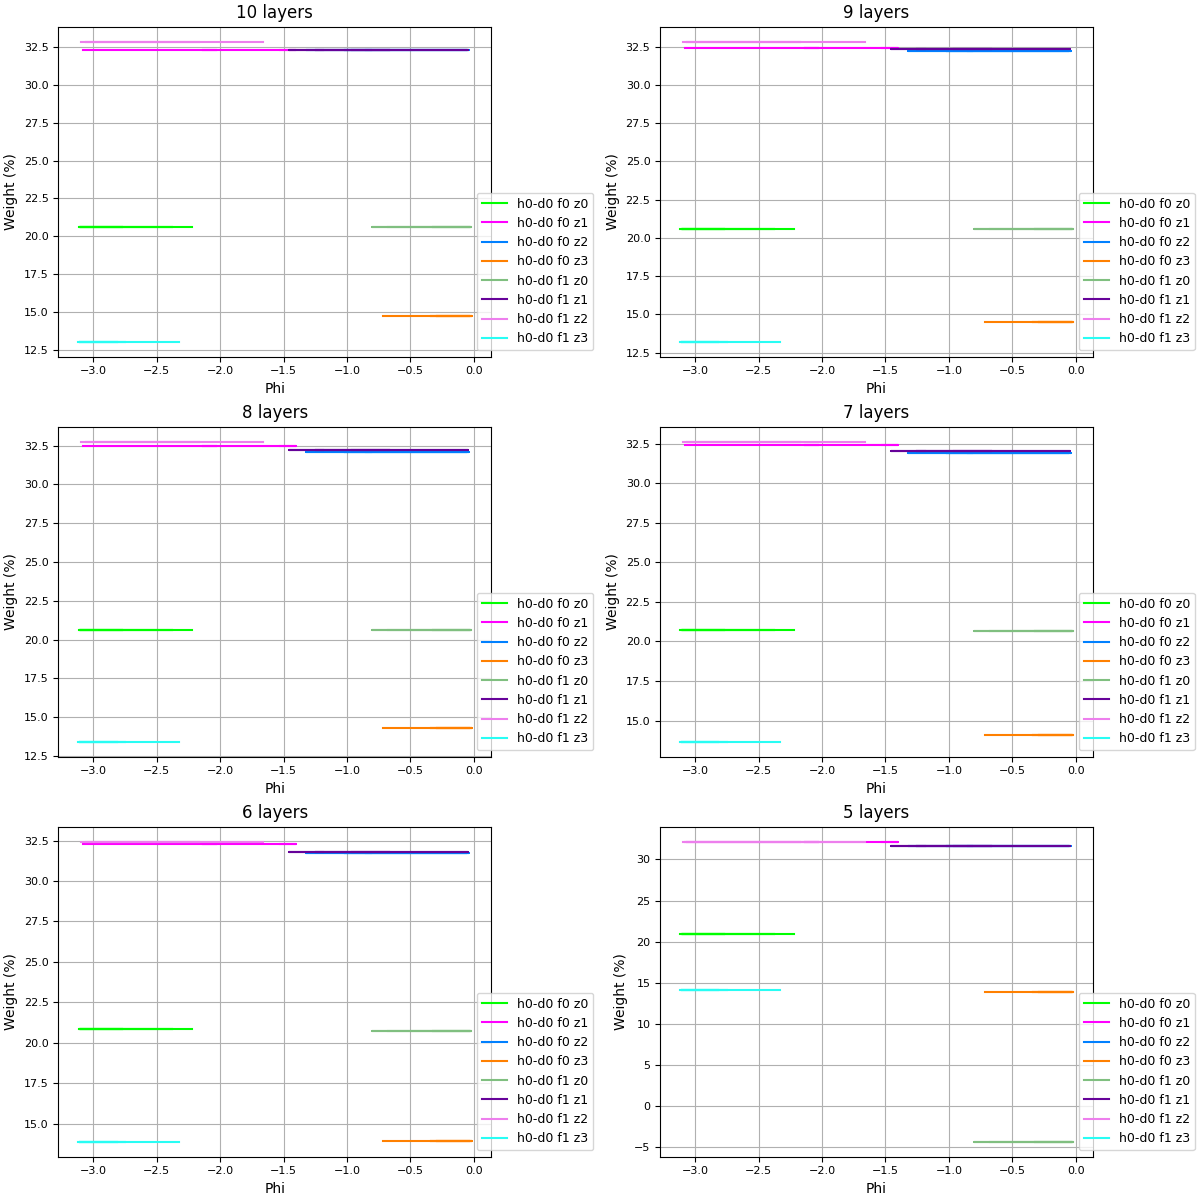 10 layers
Weight (%)
32.5
30.0
27.5
25.0
22.5
20.0
17.5
15.0
12.5
−3.0 −2.5 −2.0 −1.5 −1.0 −0.5 0.0
Phi
h0-d0 f0 z0
h0-d0 f0 z1
h0-d0 f0 z2
h0-d0 f0 z3
h0-d0 f1 z0
h0-d0 f1 z1
h0-d0 f1 z2
h0-d0 f1 z3
9 layers
Weight (%)
32.5
30.0
27.5
25.0
22.5
20.0
17.5
15.0
12.5
−3.0 −2.5 −2.0 −1.5 −1.0 −0.5 0.0
Phi
h0-d0 f0 z0
h0-d0 f0 z1
h0-d0 f0 z2
h0-d0 f0 z3
h0-d0 f1 z0
h0-d0 f1 z1
h0-d0 f1 z2
h0-d0 f1 z3
8 layers
Weight (%)
32.5
30.0
27.5
25.0
22.5
20.0
17.5
15.0
12.5
−3.0 −2.5 −2.0 −1.5 −1.0 −0.5 0.0
Phi
h0-d0 f0 z0
h0-d0 f0 z1
h0-d0 f0 z2
h0-d0 f0 z3
h0-d0 f1 z0
h0-d0 f1 z1
h0-d0 f1 z2
h0-d0 f1 z3
7 layers
Weight (%)
32.5
30.0
27.5
25.0
22.5
20.0
17.5
15.0
−3.0 −2.5 −2.0 −1.5 −1.0 −0.5 0.0
Phi
h0-d0 f0 z0
h0-d0 f0 z1
h0-d0 f0 z2
h0-d0 f0 z3
h0-d0 f1 z0
h0-d0 f1 z1
h0-d0 f1 z2
h0-d0 f1 z3
6 layers
Weight (%)
32.5
30.0
27.5
25.0
22.5
20.0
17.5
15.0
−3.0 −2.5 −2.0 −1.5 −1.0 −0.5 0.0
Phi
h0-d0 f0 z0
h0-d0 f0 z1
h0-d0 f0 z2
h0-d0 f0 z3
h0-d0 f1 z0
h0-d0 f1 z1
h0-d0 f1 z2
h0-d0 f1 z3
5 layers
Weight (%)
30
25
20
15
10
5
0
−5
−3.0 −2.5 −2.0 −1.5 −1.0 −0.5 0.0
Phi
h0-d0 f0 z0
h0-d0 f0 z1
h0-d0 f0 z2
h0-d0 f0 z3
h0-d0 f1 z0
h0-d0 f1 z1
h0-d0 f1 z2
h0-d0 f1 z3